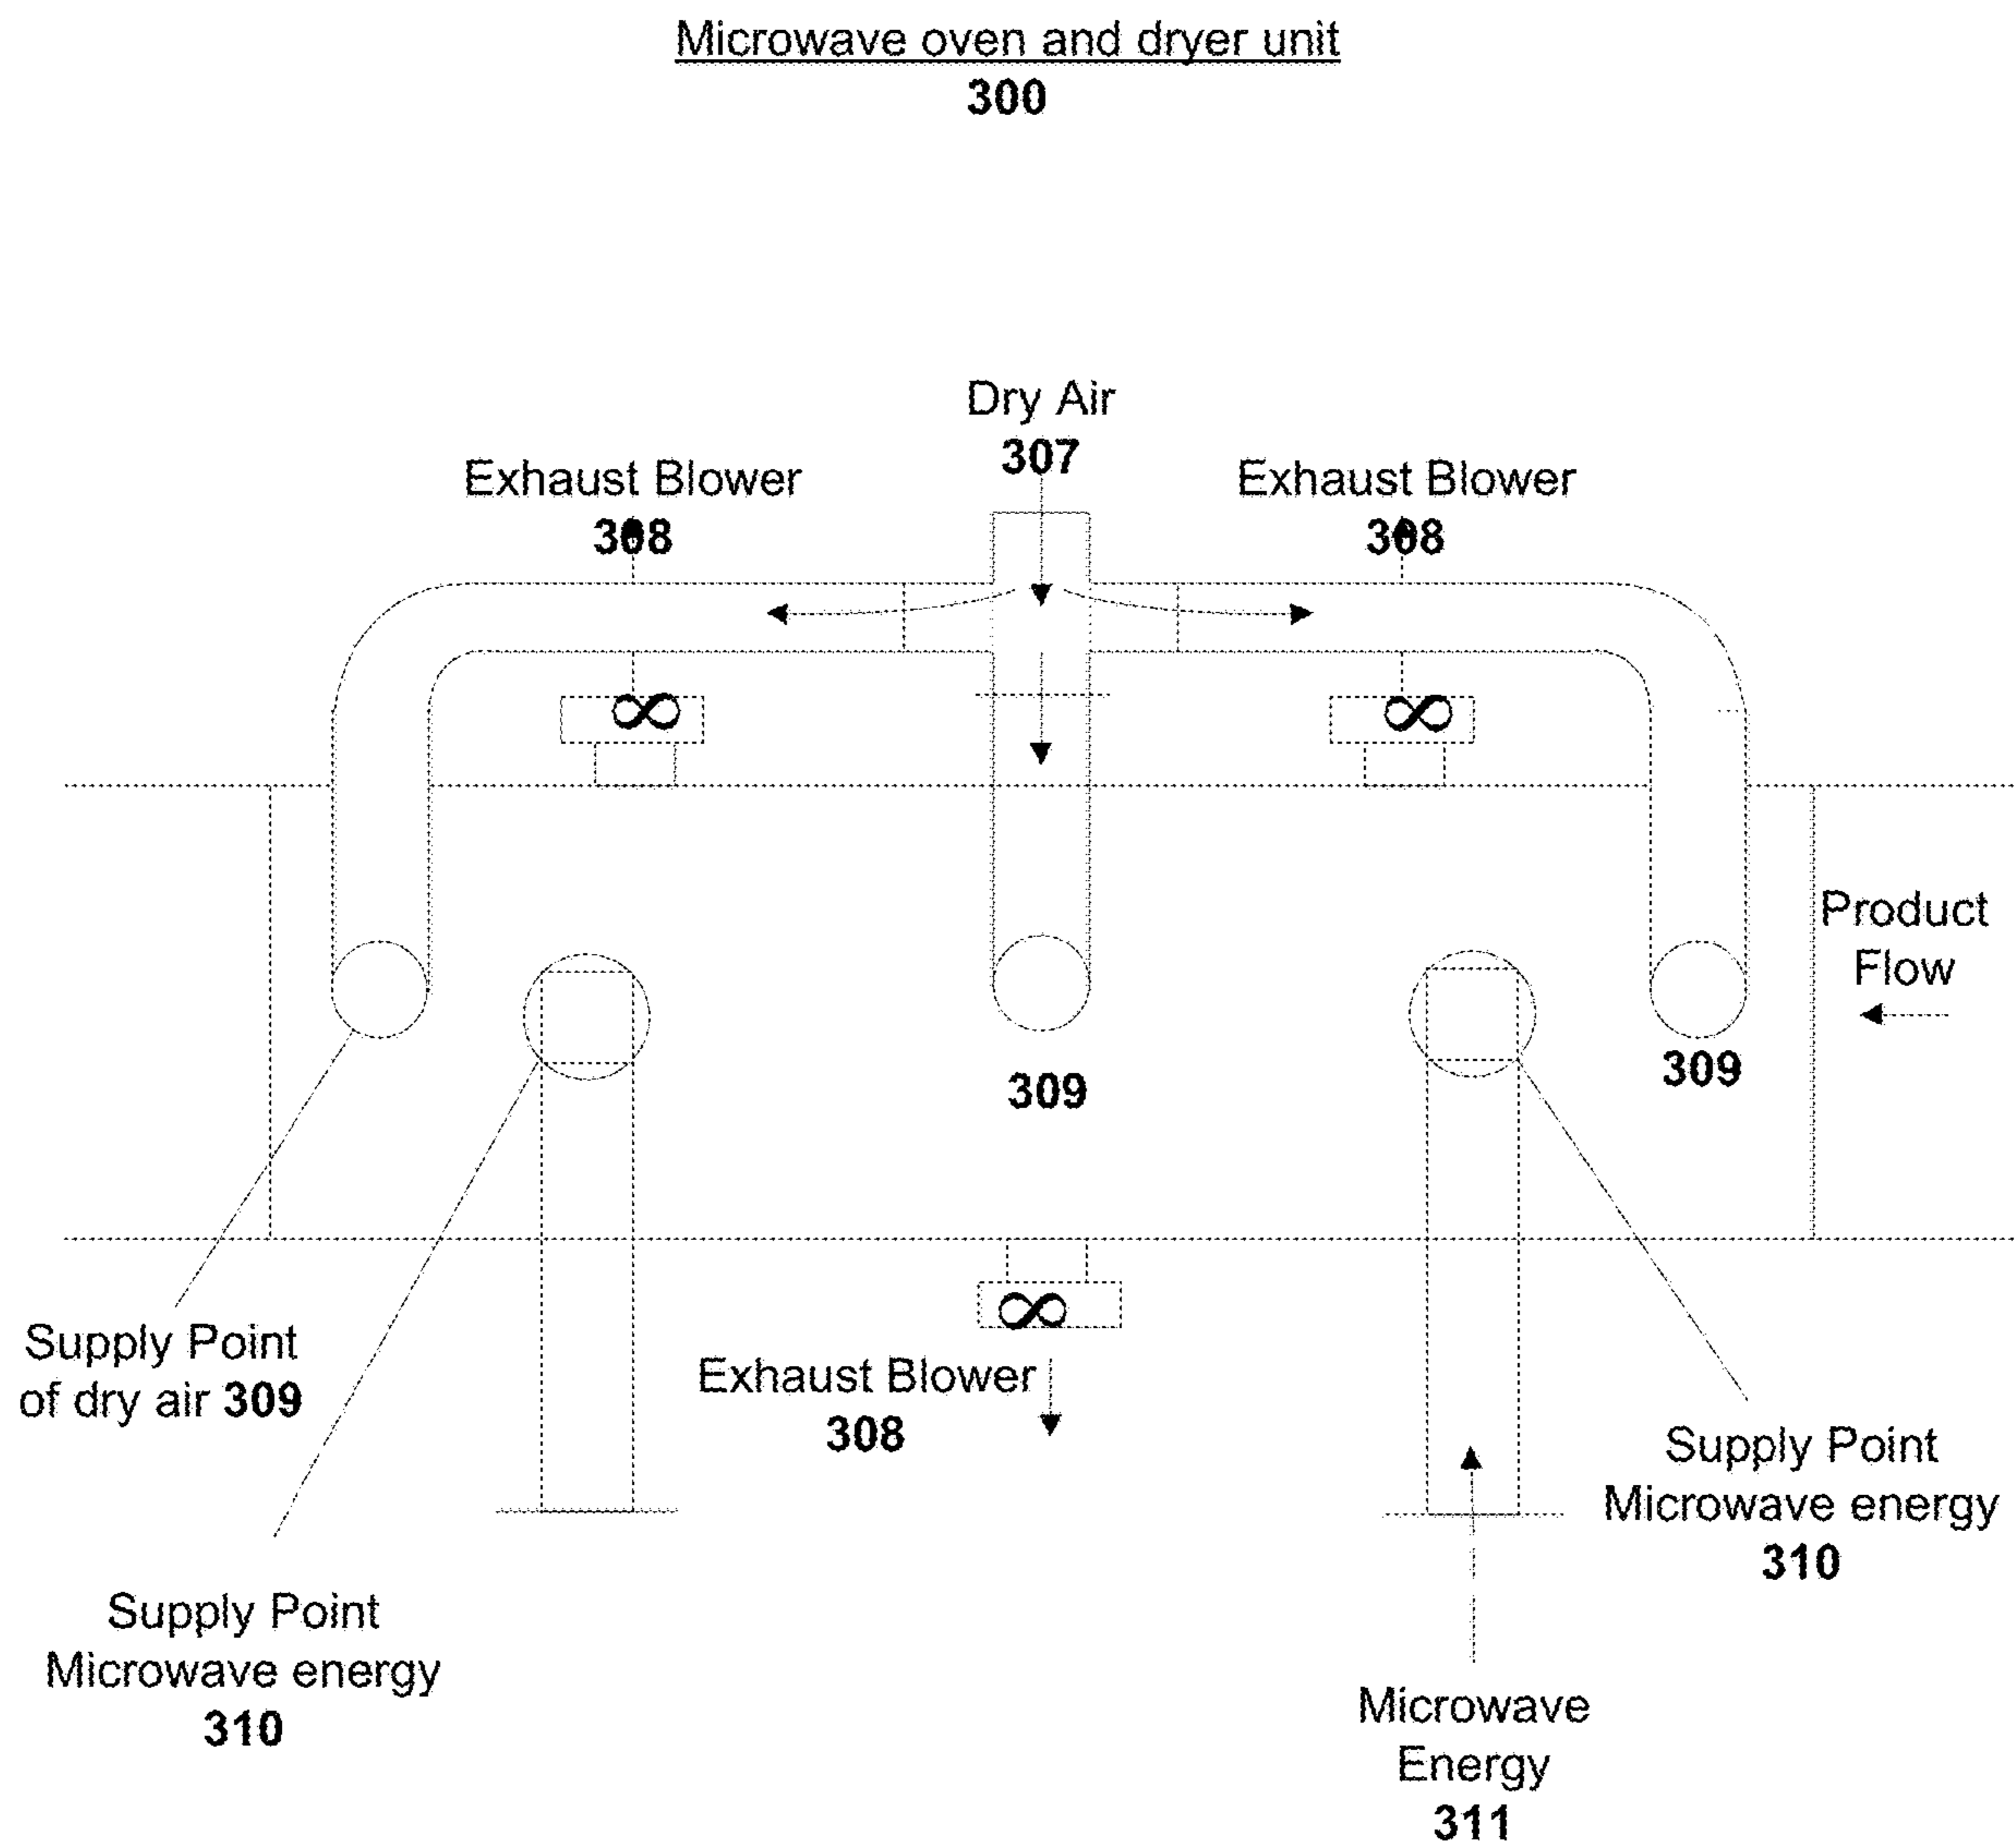 Microwave oven and dryer unit
300
Dry Air
307
Exhaust Blower
308
Exhaust Blower
308
Product
Flow
309
309
Supply Point
of dry air 309
Exhaust Blower
308
Supply Point
Microwave energy
310
Supply Point
Microwave energy
310
Microwave
Energy
311